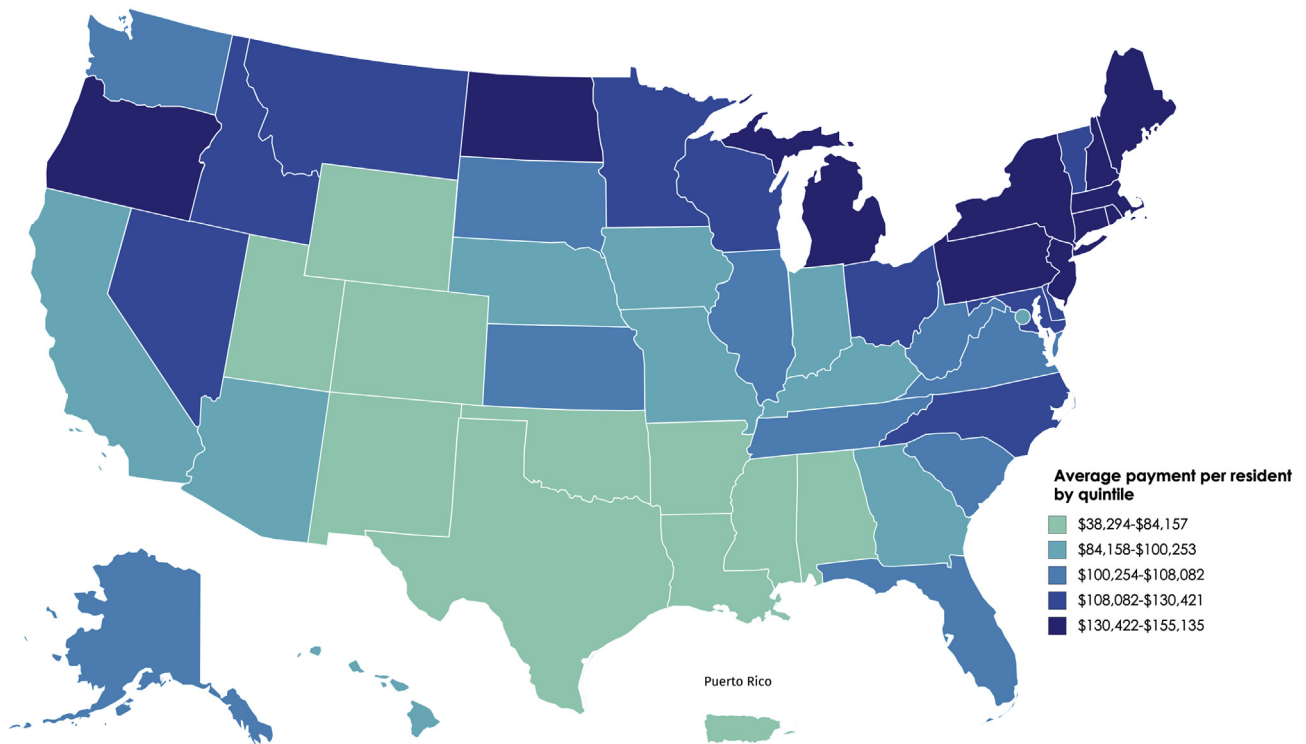 Average payment per resident
by quintile
$38,294-$84,157
$84,158-$100,253
$100,254-$108,082
$108,082-$130,421
$130,422-$155,135
Puerto Rico